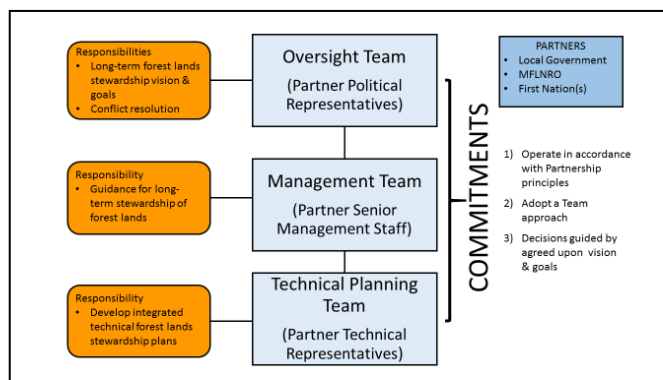 Responsibilities
• Long-term forest lands
stewardship vision &
goals
• Conflict resolution
Oversight Team
(Partner Political
Representatives)
PARTNERS
• Local Government
• MFLNRO
• First Nation(s)
Responsibility
• Guidance for long-
term stewardship of
forest lands
Management Team
(Partner Senior
Management Staff)
COMMITMENTS
1) Operate in accordance
with Partnership
principles
2) Adopt a Team
approach
3) Decisions guided by
agreed upon vision
& goals
Responsibility
• Develop integrated
technical forest lands
stewardship plans
Technical Planning
Team
(Partner Technical
Representatives)